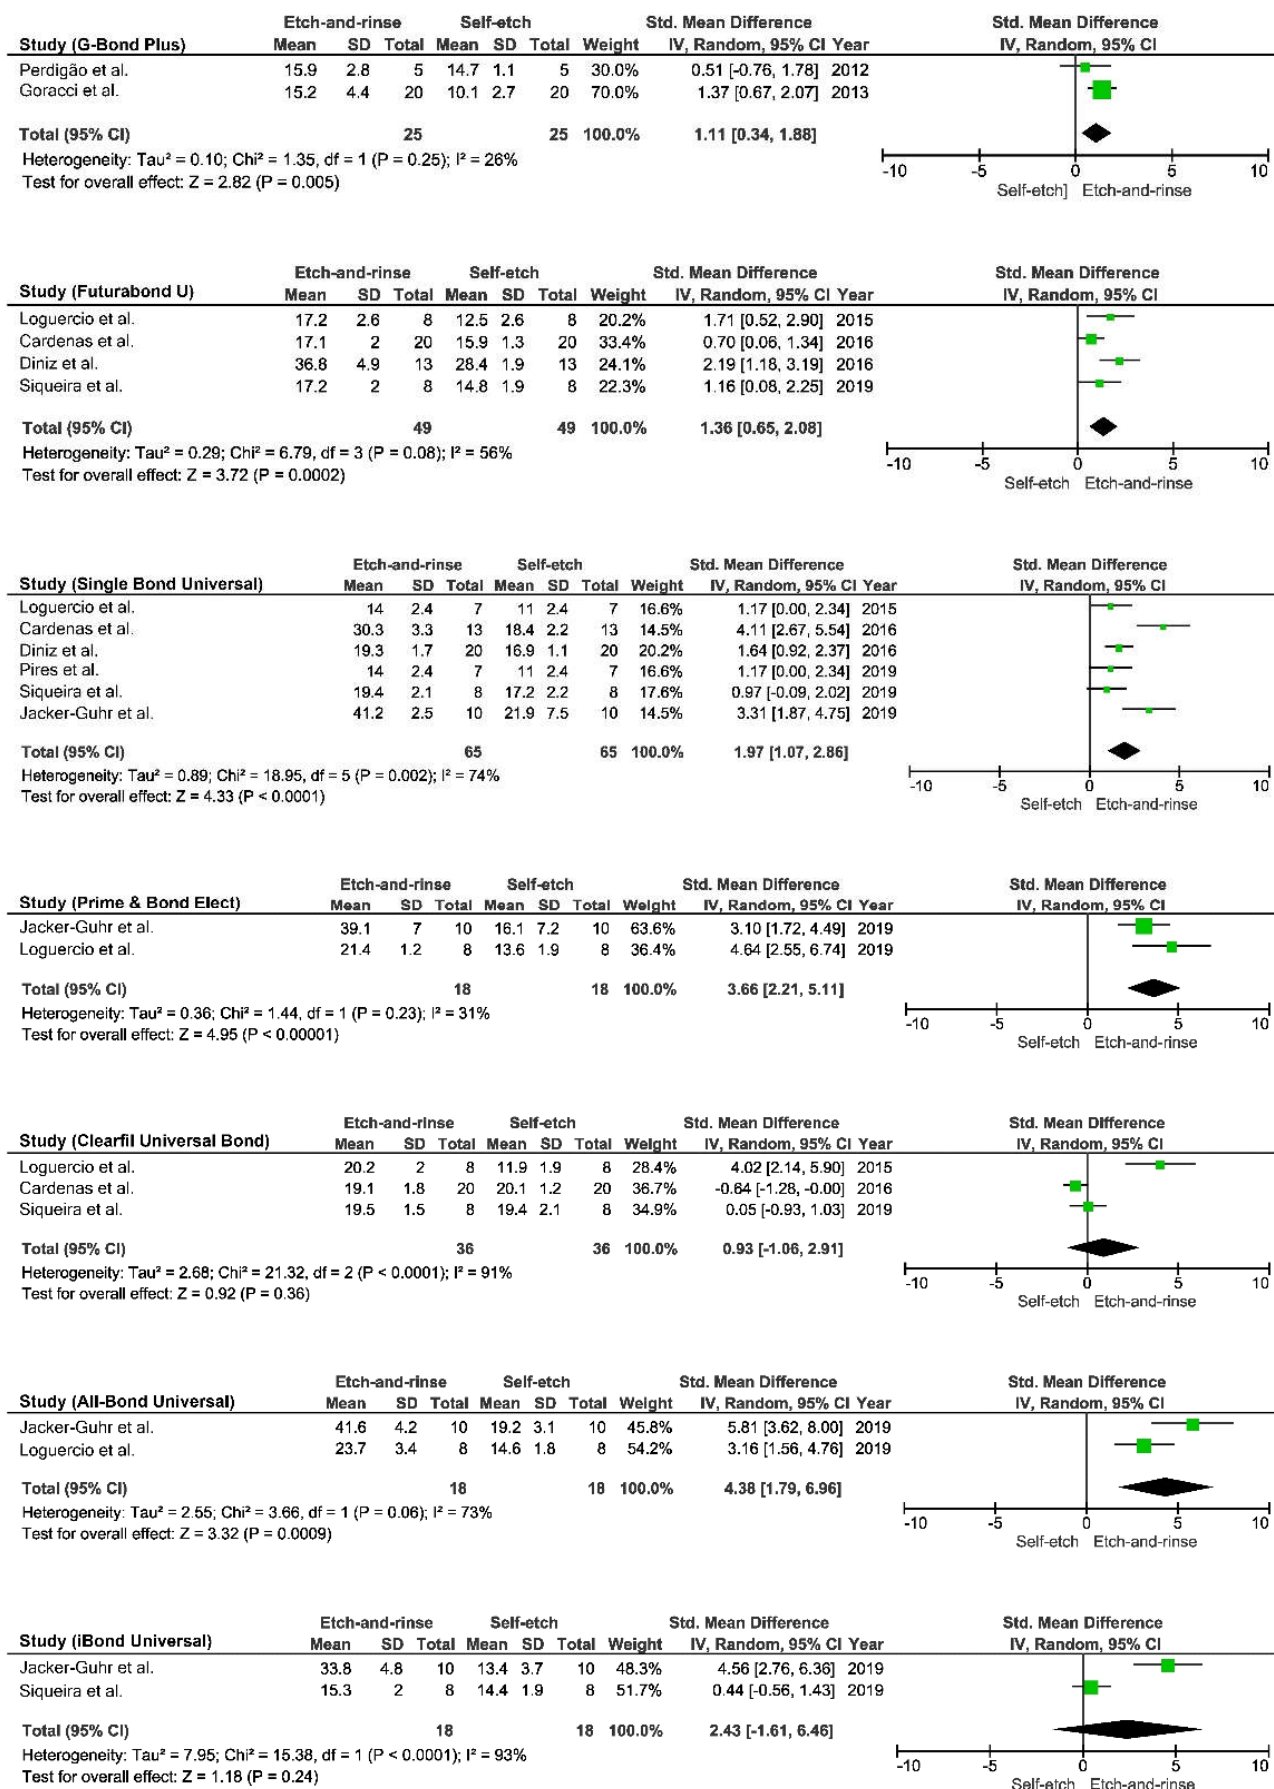 Etch-and-rinse Self-etch Std. Mean Difference Std. Mean Difference
Study (G-Bond Plus) Mean SD Total Mean SD Total Weight IV, Random, 95% CI Year IV, Random, 95% CI
Perdigão et al. 15.9 2.8 5 14.7 1.1 5 30.0% 0.51 [-0.76, 1.78] 2012
Goracci et al. 15.2 4.4 20 10.1 2.7 20 70.0% 1.37 [0.67, 2.07] 2013
Total (95% CI) 25 25 100.0% 1.11 [0.34, 1.88]
Heterogeneity: Tau² = 0.10; Chi² = 1.35, df = 1 (P = 0.25); I² = 26%
Test for overall effect: Z = 2.82 (P = 0.005)
-10 -5 0 5 10
Self-etch] Etch-and-rinse
Etch-and-rinse Self-etch Std. Mean Difference Std. Mean Difference
Study (Futurabond U) Mean SD Total Mean SD Total Weight IV, Random, 95% CI Year IV, Random, 95% CI
Loguercio et al. 17.2 2.6 8 12.5 2.6 8 20.2% 1.71 [0.52, 2.90] 2015
Cardenas et al. 17.1 2 20 15.9 1.3 20 33.4% 0.70 [0.06, 1.34] 2016
Diniz et al. 36.8 4.9 13 28.4 1.9 13 24.1% 2.19 [1.18, 3.19] 2016
Siqueira et al. 17.2 2 8 14.8 1.9 8 22.3% 1.16 [0.08, 2.25] 2019
Total (95% CI) 49 49 100.0% 1.36 [0.65, 2.08]
Heterogeneity: Tau² = 0.29; Chi² = 6.79, df = 3 (P = 0.08); I² = 56%
Test for overall effect: Z = 3.72 (P = 0.0002)
-10 -5 0 5 10
Self-etch Etch-and-rinse
Etch-and-rinse Self-etch Std. Mean Difference Std. Mean Difference
Study (Single Bond Universal) Mean SD Total Mean SD Total Weight IV, Random, 95% CI Year IV, Random, 95% CI
Loguercio et al. 14 2.4 7 11 2.4 7 16.6% 1.17 [0.00, 2.34] 2015
Cardenas et al. 30.3 3.3 13 18.4 2.2 13 14.5% 4.11 [2.67, 5.54] 2016
Diniz et al. 19.3 1.7 20 16.9 1.1 20 20.2% 1.64 [0.92, 2.37] 2016
Pires et al. 14 2.4 7 11 2.4 7 16.6% 1.17 [0.00, 2.34] 2019
Siqueira et al. 19.4 2.1 8 17.2 2.2 8 17.6% 0.97 [-0.09, 2.02] 2019
Jacker-Guhr et al. 41.2 2.5 10 21.9 7.5 10 14.5% 3.31 [1.87, 4.75] 2019
Total (95% CI) 65 65 100.0% 1.97 [1.07, 2.86]
Heterogeneity: Tau² = 0.89; Chi² = 18.95, df = 5 (P = 0.002); I² = 74%
Test for overall effect: Z = 4.33 (P < 0.0001)
-10 -5 0 5 10
Self-etch Etch-and-rinse
Etch-and-rinse Self-etch Std. Mean Difference Std. Mean Difference
Study (Prime & Bond Elect) Mean SD Total Mean SD Total Weight IV, Random, 95% CI Year IV, Random, 95% CI
Jacker-Guhr et al. 39.1 7 10 16.1 7.2 10 63.6% 3.10 [1.72, 4.49] 2019
Loguercio et al. 21.4 1.2 8 13.6 1.9 8 36.4% 4.64 [2.55, 6.74] 2019
Total (95% CI) 18 18 100.0% 3.66 [2.21, 5.11]
Heterogeneity: Tau² = 0.36; Chi² = 1.44, df = 1 (P = 0.23); I² = 31%
Test for overall effect: Z = 4.95 (P < 0.00001)
-10 -5 0 5 10
Self-etch Etch-and-rinse
Etch-and-rinse Self-etch Std. Mean Difference Std. Mean Difference
Study (Clearfil Universal Bond) Mean SD Total Mean SD Total Weight IV, Random, 95% CI Year IV, Random, 95% CI
Loguercio et al. 20.2 2 8 11.9 1.9 8 28.4% 4.02 [2.14, 5.90] 2015
Cardenas et al. 19.1 1.8 20 20.1 1.2 20 36.7% -0.64 [-1.28, -0.00] 2016
Siqueira et al. 19.5 1.5 8 19.4 2.1 8 34.9% 0.05 [-0.93, 1.03] 2019
Total (95% CI) 36 36 100.0% 0.93 [-1.06, 2.91]
Heterogeneity: Tau² = 2.68; Chi² = 21.32, df = 2 (P < 0.0001); I² = 91%
Test for overall effect: Z = 0.92 (P = 0.36)
-10 -5 0 5 10
Self-etch Etch-and-rinse
Etch-and-rinse Self-etch Std. Mean Difference Std. Mean Difference
Study (All-Bond Universal) Mean SD Total Mean SD Total Weight IV, Random, 95% CI Year IV, Random, 95% CI
Jacker-Guhr et al. 41.6 4.2 10 19.2 3.1 10 45.8% 5.81 [3.62, 8.00] 2019
Loguercio et al. 23.7 3.4 8 14.6 1.8 8 54.2% 3.16 [1.56, 4.76] 2019
Total (95% CI) 18 18 100.0% 4.38 [1.79, 6.96]
Heterogeneity: Tau² = 2.55; Chi² = 3.66, df = 1 (P = 0.06); I² = 73%
Test for overall effect: Z = 3.32 (P = 0.0009)
-10 -5 0 5 10
Self-etch Etch-and-rinse
Etch-and-rinse Self-etch Std. Mean Difference Std. Mean Difference
Study (iBond Universal) Mean SD Total Mean SD Total Weight IV, Random, 95% CI Year IV, Random, 95% CI
Jacker-Guhr et al. 33.8 4.8 10 13.4 3.7 10 48.3% 4.56 [2.76, 6.36] 2019
Siqueira et al. 15.3 2 8 14.4 1.9 8 51.7% 0.44 [-0.56, 1.43] 2019
Total (95% CI) 18 18 100.0% 2.43 [-1.61, 6.46]
Heterogeneity: Tau² = 7.95; Chi² = 15.38, df = 1 (P < 0.0001); I² = 93%
Test for overall effect: Z = 1.18 (P = 0.24)
-10 -5 0 5 10
Self-etch Etch-and-rinse